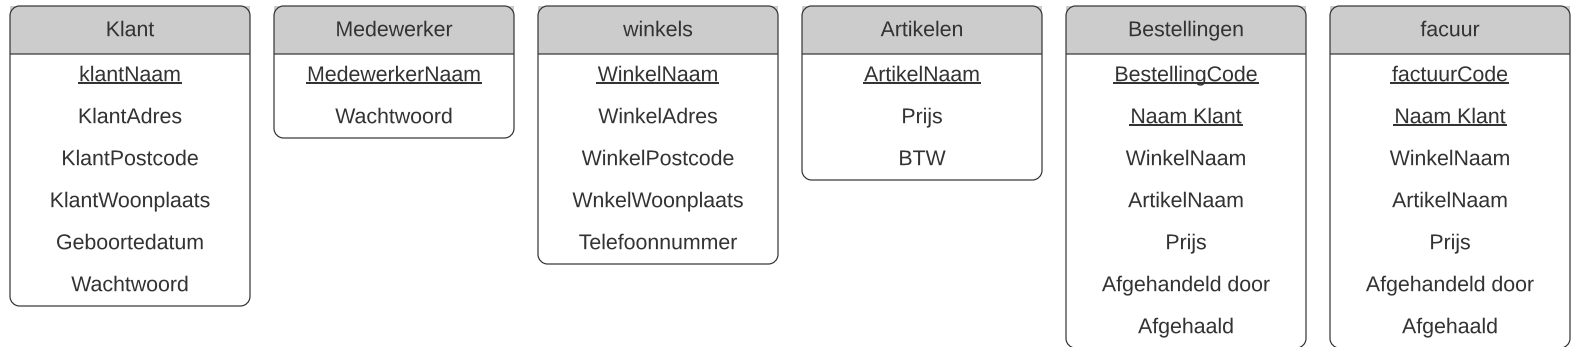 Klant
klantNaam
KlantAdres
KlantPostcode
KlantWoonplaats
Geboortedatum
Wachtwoord
Medewerker
MedewerkerNaam
Wachtwoord
winkels
WinkelNaam
WinkelAdres
WinkelPostcode
WnkelWoonplaats
Telefoonnummer
Artikelen
ArtikelNaam
Prijs
BTW
Bestellingen
BestellingCode
Naam Klant
WinkelNaam
ArtikelNaam
Prijs
Afgehandeld door
Afgehaald
facuur
factuurCode
Naam Klant
WinkelNaam
ArtikelNaam
Prijs
Afgehandeld door
Afgehaald